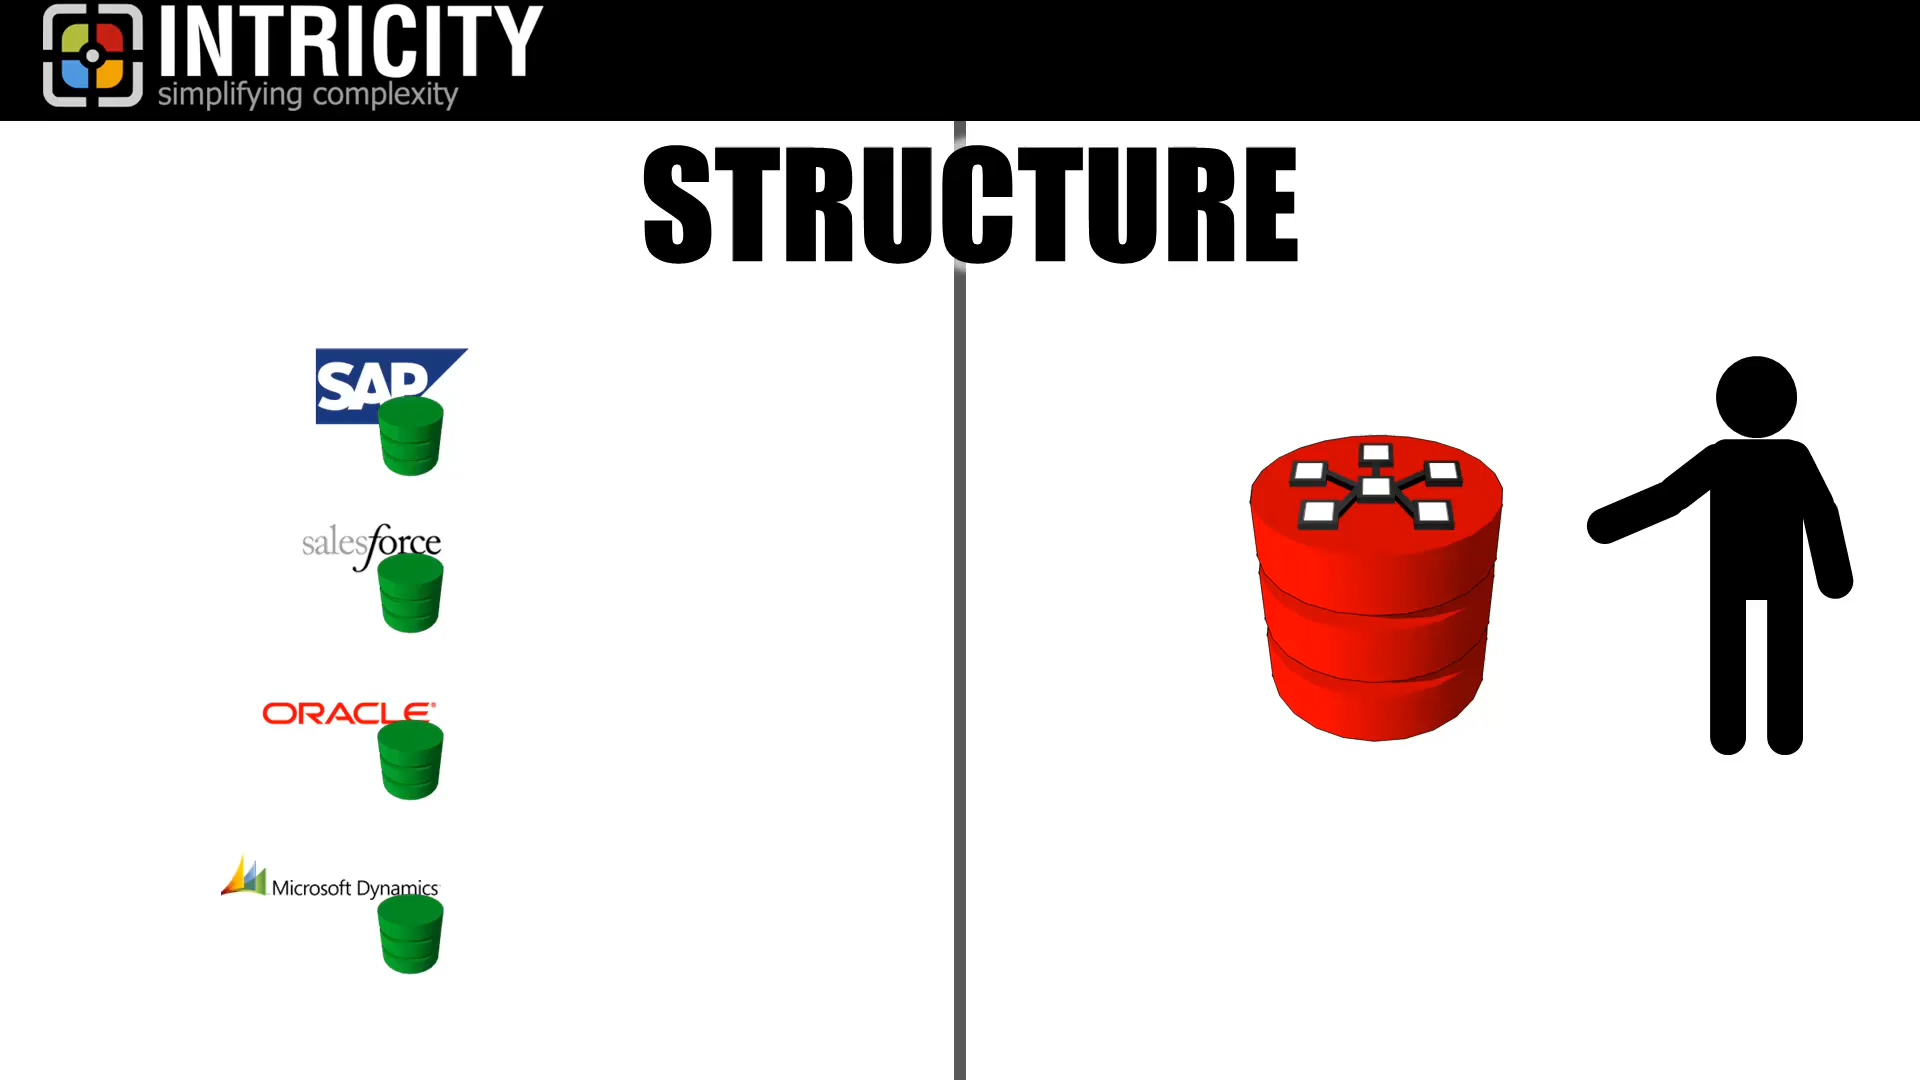 INTRICITY
simplifying complexity
STRUCTURE
SAP
salesforce
ORACLE®
Microsoft Dynamics